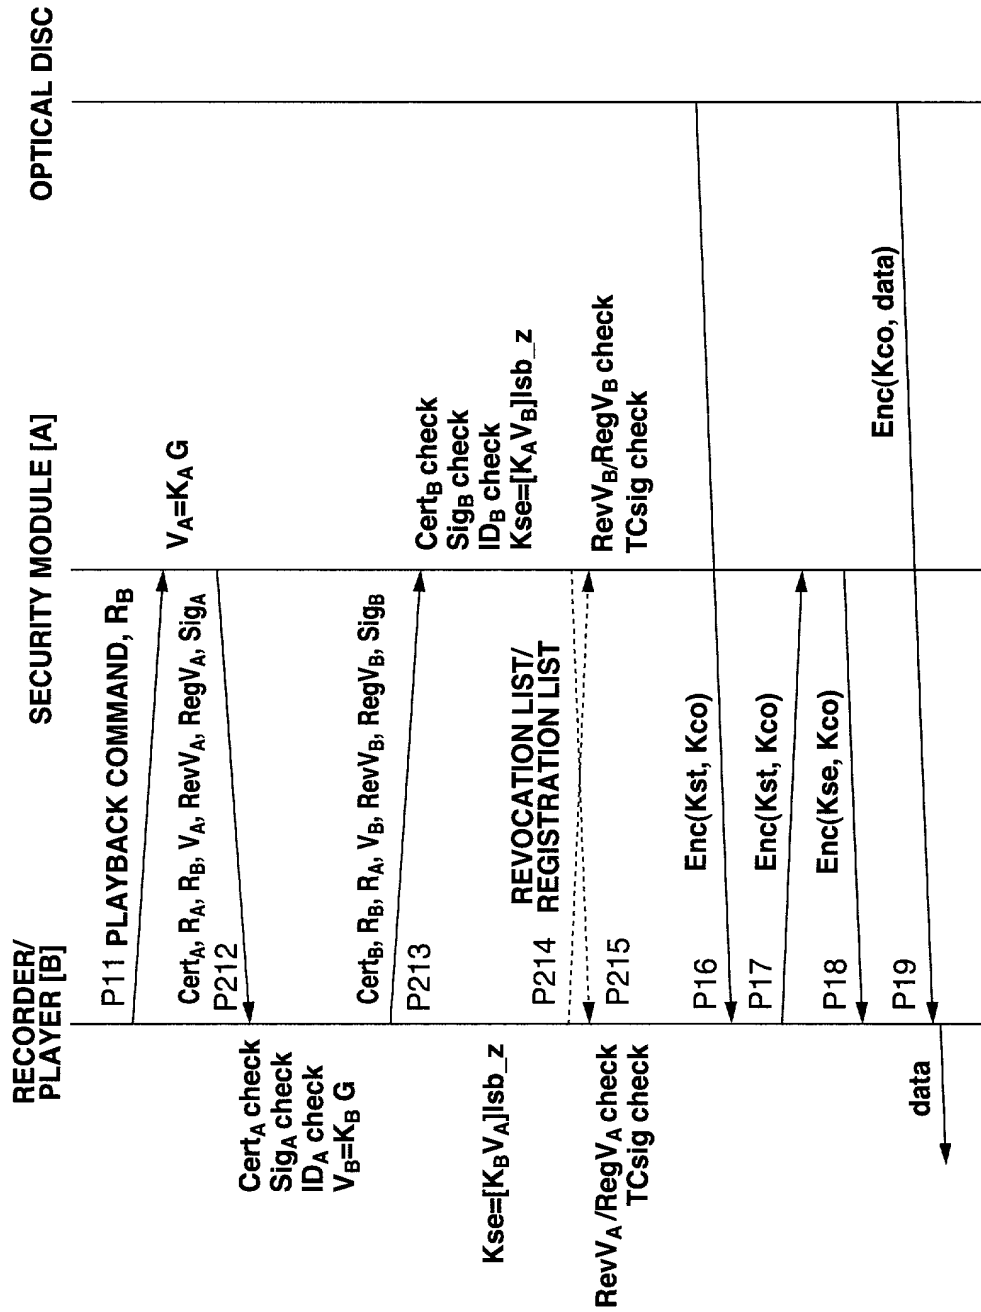 RECORDER/
PLAYER [B]
SECURITY MODULE [A]
OPTICAL DISC
P11 PLAYBACK COMMAND, RB
VA=KA G
CertA, RA, RB, VA, RevVA, RegVA, SigA
P212
CertA check
SigA check
IDA check
VB=KB G
CertB, RB, RA, VB, RevVB, RegVB, SigB
P213
CertB check
SigB check
IDB check
Kse=[KAVB]lsb_z
Kse=[KBVA]lsb_z
P214
REVOCATION LIST/
REGISTRATION LIST
P215
RevVA/RegVA check
TCsig check
RevVB/RegVB check
TCsig check
P16
Enc(Kst, Kco)
P17
Enc(Kst, Kco)
P18
Enc(Kse, Kco)
P19
Enc(Kco, data)
data